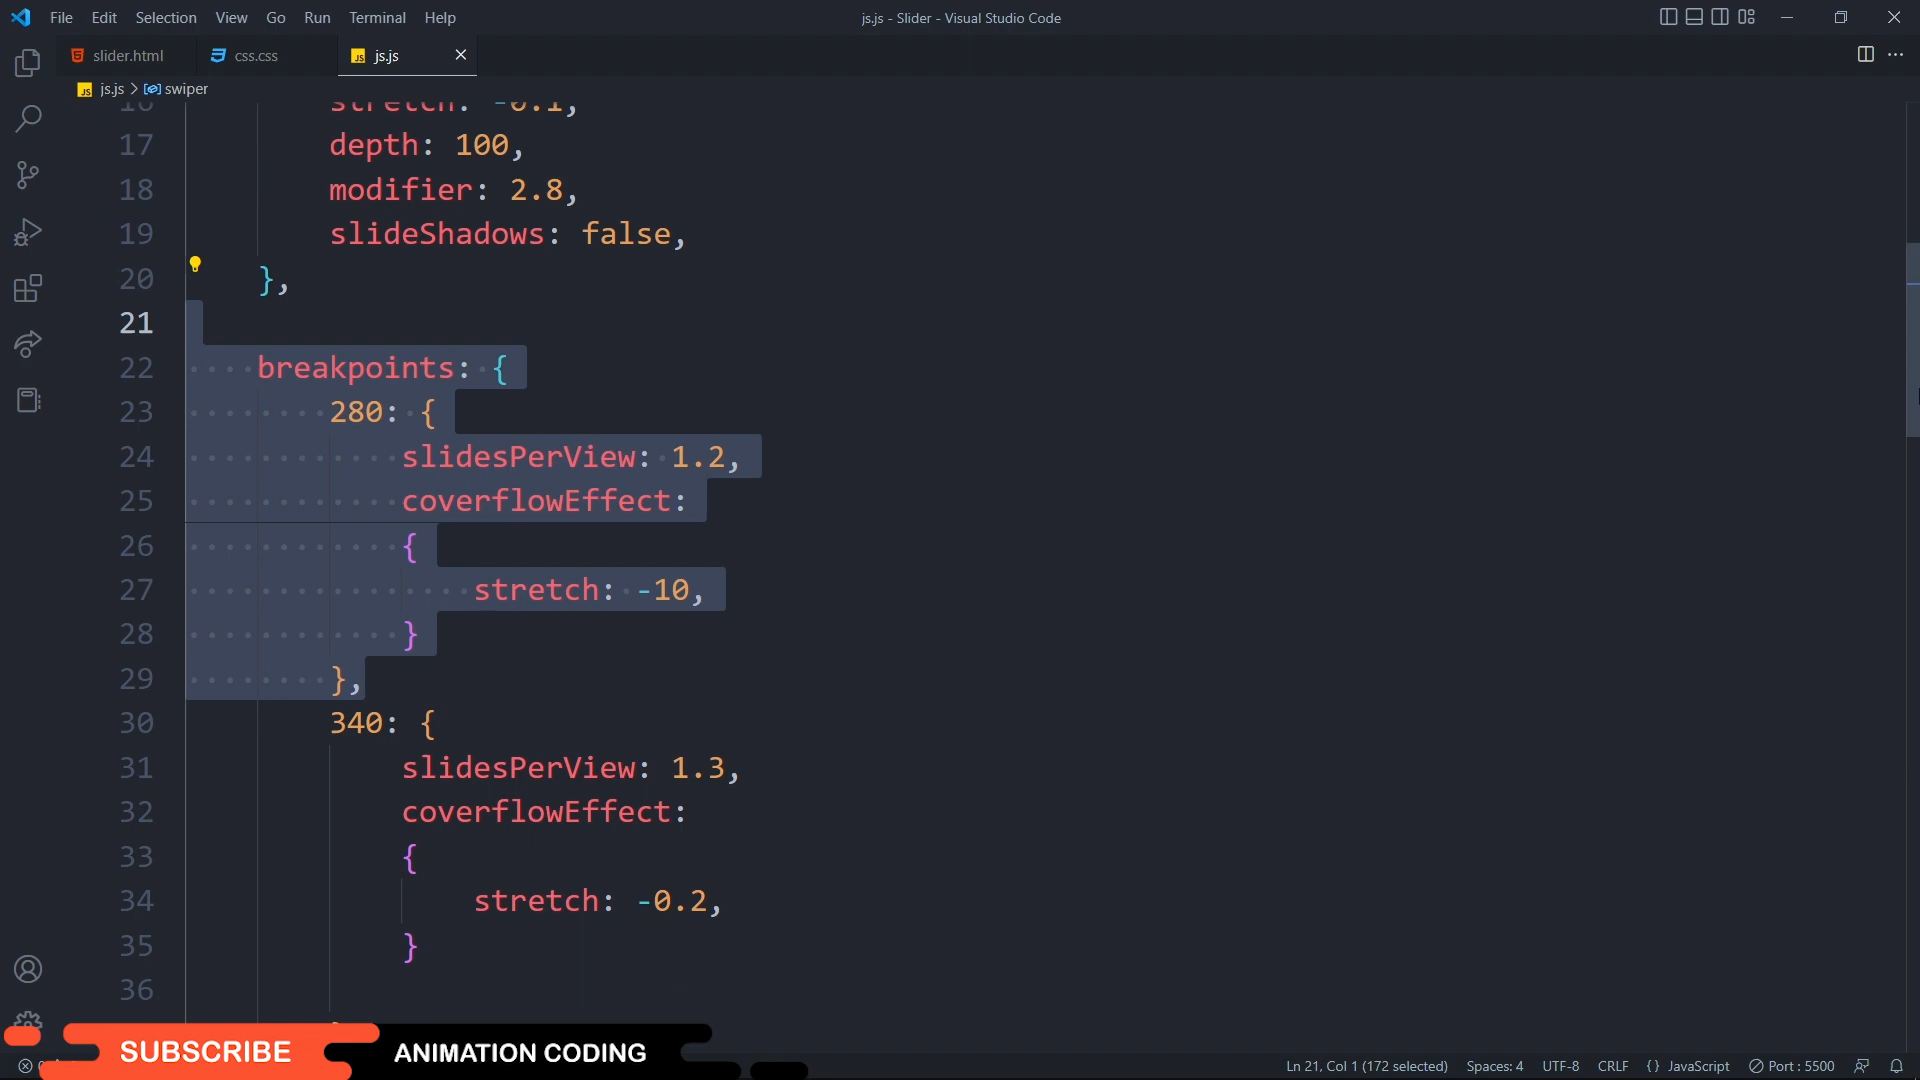 File Edit Selection View Go Run Terminal Help
js.js - Slider - Visual Studio Code
slider.html css.css js.js
js.js > swiper
16 stretch: -0.1,
17 depth: 100,
18 modifier: 2.8,
19 slideShadows: false,
20 },
21
22 breakpoints: {
23 280: {
24 slidesPerView: 1.2,
25 coverflowEffect:
26 {
27 stretch: -10,
28 }
29 },
30 340: {
31 slidesPerView: 1.3,
32 coverflowEffect:
33 {
34 stretch: -0.2,
35 }
36
SUBSCRIBE ANIMATION CODING
Ln 21, Col 1 (172 selected) Spaces: 4 UTF-8 CRLF {} JavaScript Port : 5500